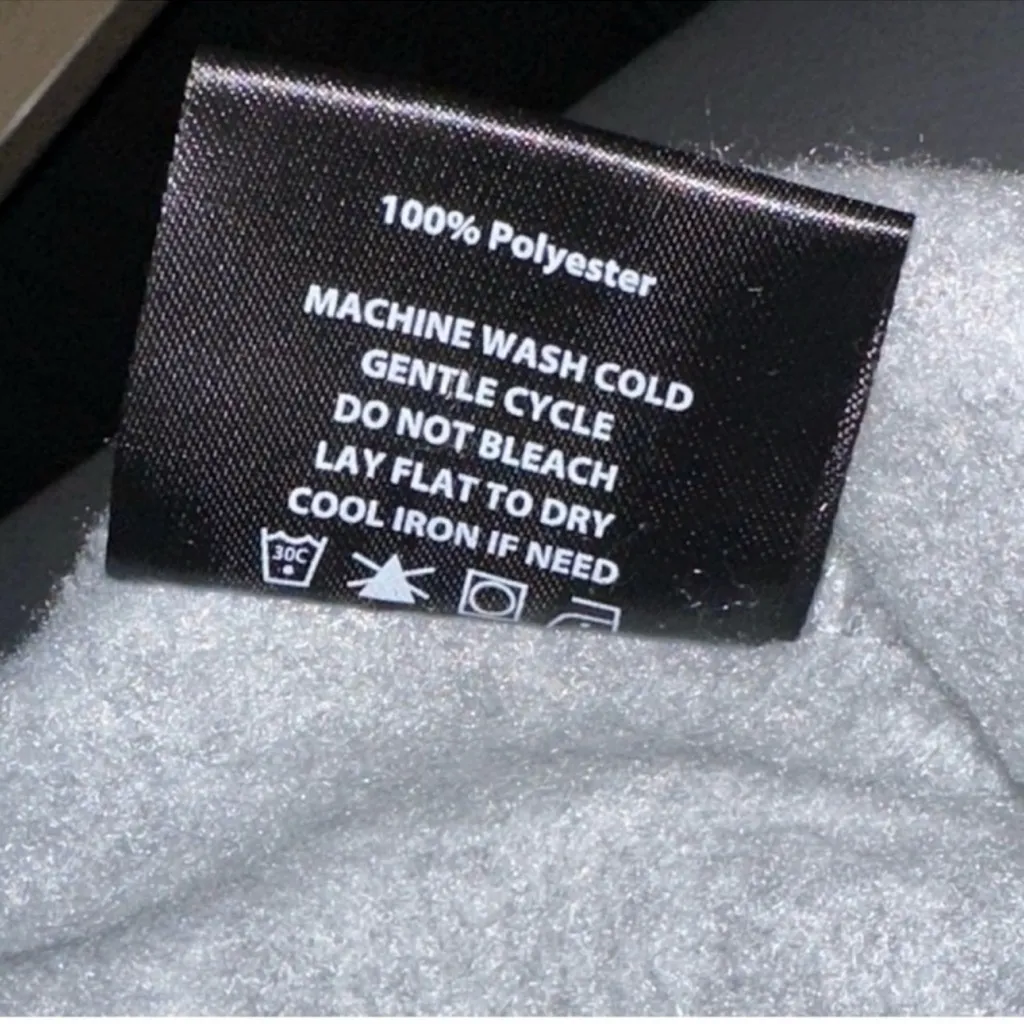 100% Polyester
MACHINE WASH COLD
GENTLE CYCLE
DO NOT BLEACH
LAY FLAT TO DRY
COOL IRON IF NEED
30C